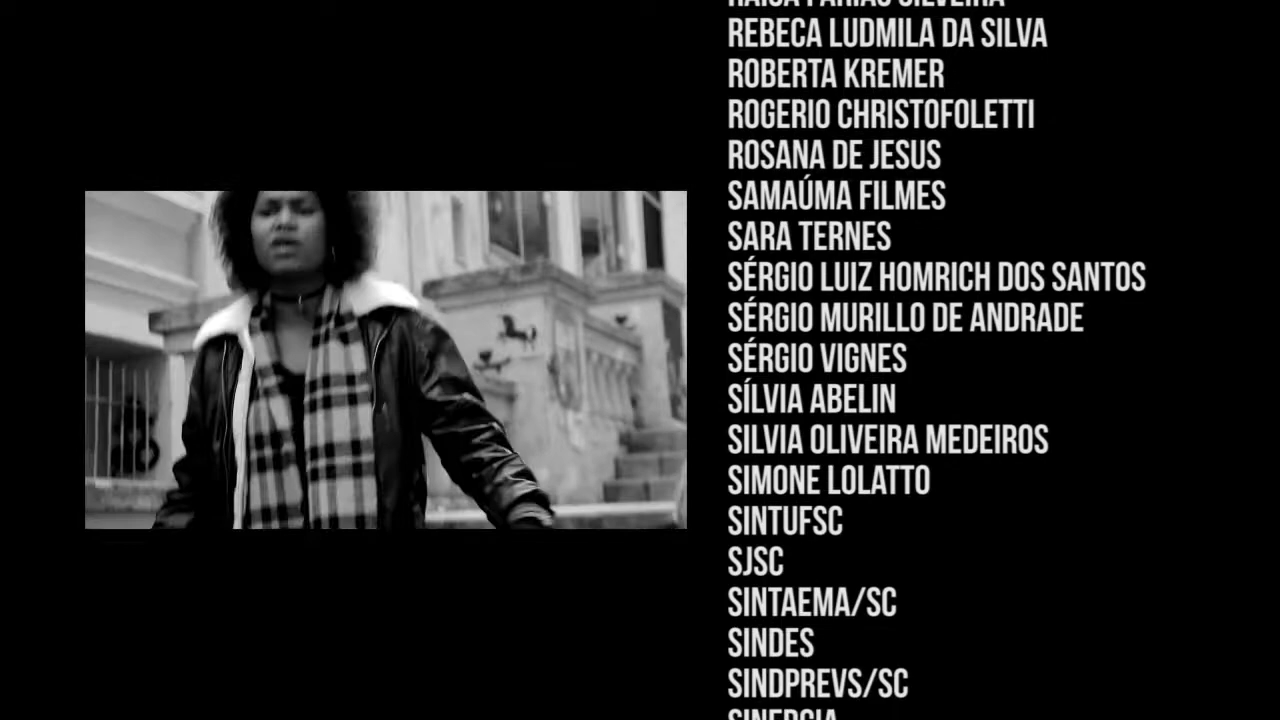 REBECA LUDMILA DA SILVA
ROBERTA KREMER
ROGERIO CHRISTOFOLETTI
ROSANA DE JESUS
SAMAÚMA FILMES
SARA TERNES
SÉRGIO LUIZ HOMRICH DOS SANTOS
SÉRGIO MURILLO DE ANDRADE
SÉRGIO VIGNES
SÍLVIA ABELIN
SILVIA OLIVEIRA MEDEIROS
SIMONE LOLATTO
SINTUFSC
SJSC
SINTAEMA/SC
SINDES
SINDPREVS/SC
SINERGIA